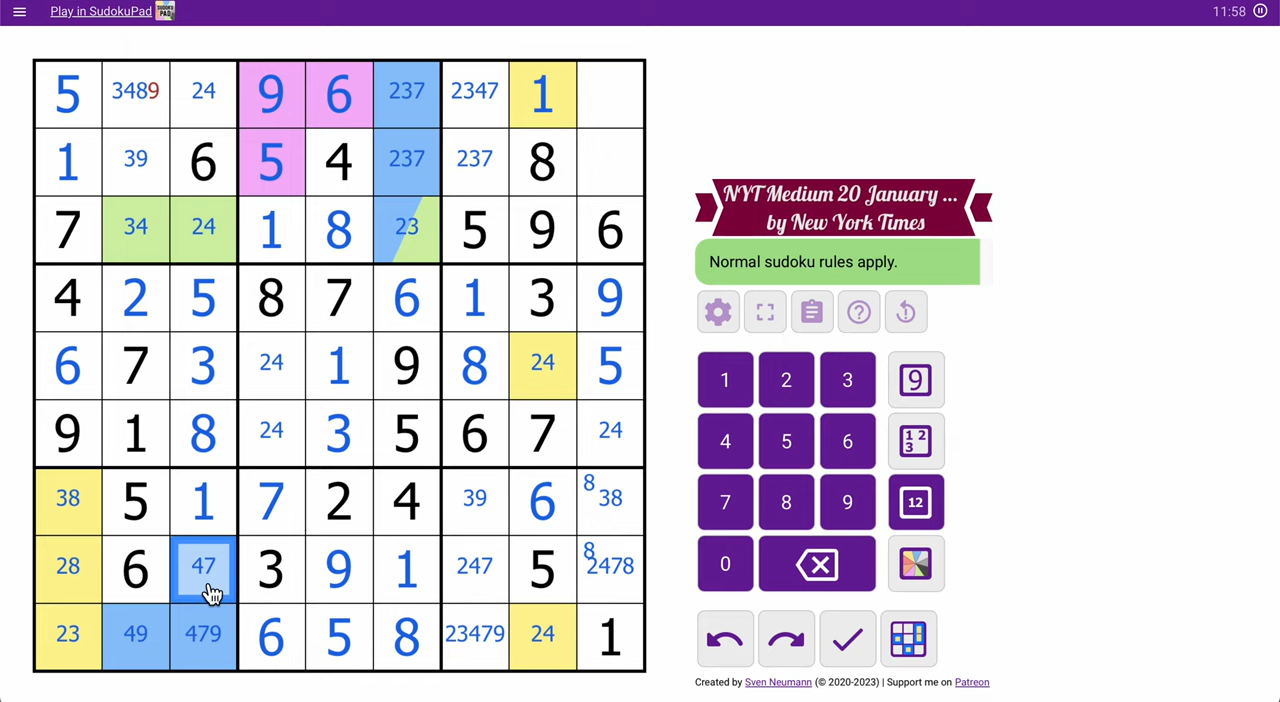 Play in SudokuPad SUDOKU PAD 11:58
5 3489 24 9 6 237 2347 1
1 39 6 5 4 237 237 8
7 34 24 1 8 23 5 9 6
4 2 5 8 7 6 1 3 9
6 7 3 24 1 9 8 24 5
9 1 8 24 3 5 6 7 24
38 5 1 7 2 4 39 6 8 38
28 6 47 3 9 1 247 5 8 2478
23 49 479 6 5 8 23479 24 1
NYT Medium 20 January ...
by New York Times
Normal sudoku rules apply.
?
1 2 3 9
4 5 6 1 2 3
7 8 9 12
0
Created by Sven Neumann (© 2020-2023) | Support me on Patreon